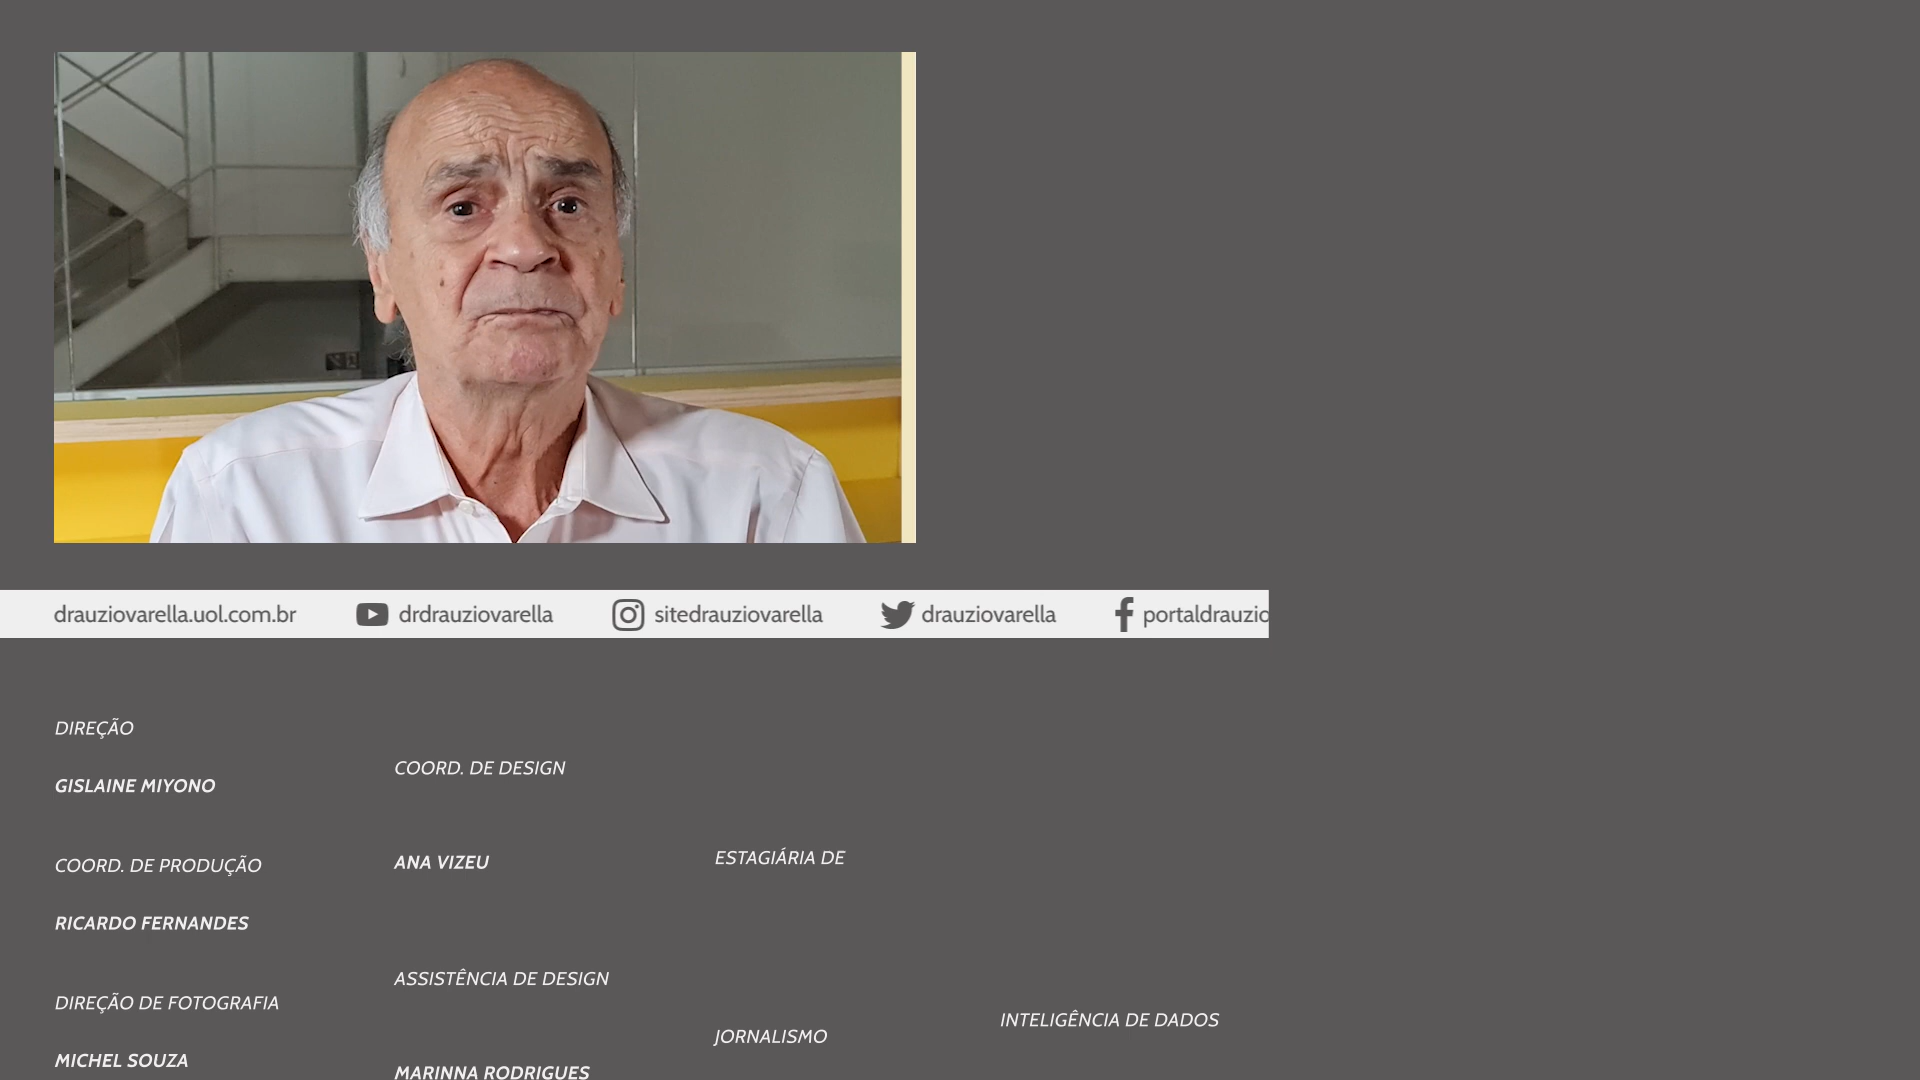 drauziovarella.uol.com.br
drdrauziovarella
sitedrauziovarella
drauziovarella
portaldrauzio
DIREÇÃO
GISLAINE MIYONO
COORD. DE PRODUÇÃO
RICARDO FERNANDES
DIREÇÃO DE FOTOGRAFIA
MICHEL SOUZA
COORD. DE DESIGN
ANA VIZEU
ASSISTÊNCIA DE DESIGN
MARINNA RODRIGUES
ESTAGIÁRIA DE
JORNALISMO
INTELIGÊNCIA DE DADOS